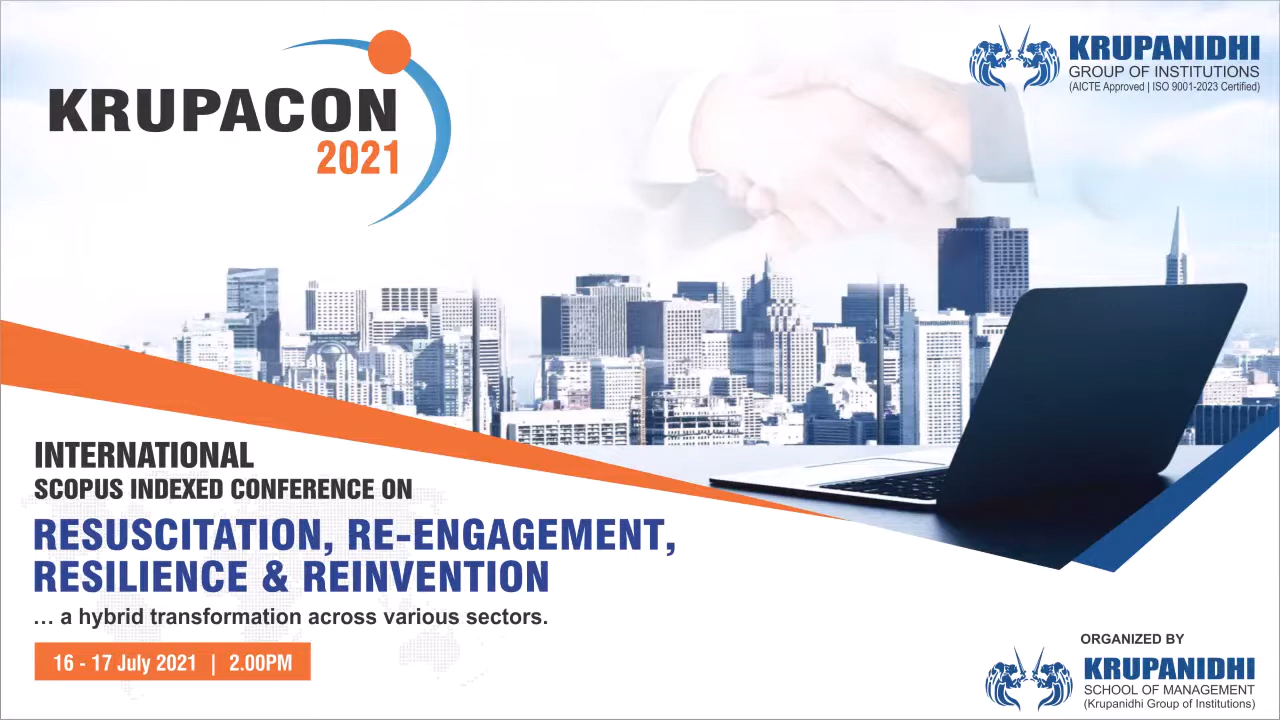 KRUPACON
2021
KRUPANIDHI
GROUP OF INSTITUTIONS
(AICTE Approved | ISO 9001-2023 Certified)
INTERNATIONAL
SCOPUS INDEXED CONFERENCE ON
RESUSCITATION, RE-ENGAGEMENT,
RESILIENCE & REINVENTION
... a hybrid transformation across various sectors.
16 - 17 July 2021 | 2.00PM
ORGANIZED BY
KRUPANIDHI
SCHOOL OF MANAGEMENT
(Krupanidhi Group of Institutions)